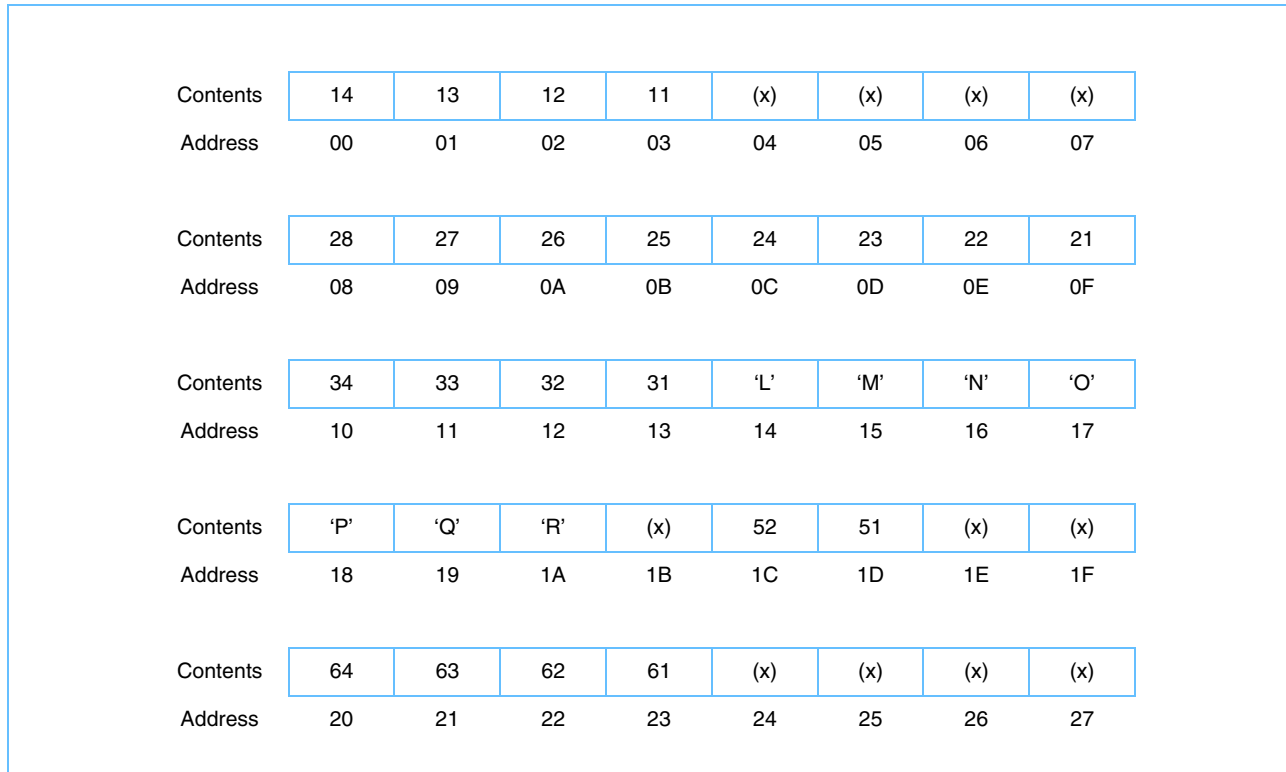 Contents 14 13 12 11 (x) (x) (x) (x)
Address 00 01 02 03 04 05 06 07
Contents 28 27 26 25 24 23 22 21
Address 08 09 0A 0B 0C 0D 0E 0F
Contents 34 33 32 31 ‘L’ ‘M’ ‘N’ ‘O’
Address 10 11 12 13 14 15 16 17
Contents ‘P’ ‘Q’ ‘R’ (x) 52 51 (x) (x)
Address 18 19 1A 1B 1C 1D 1E 1F
Contents 64 63 62 61 (x) (x) (x) (x)
Address 20 21 22 23 24 25 26 27